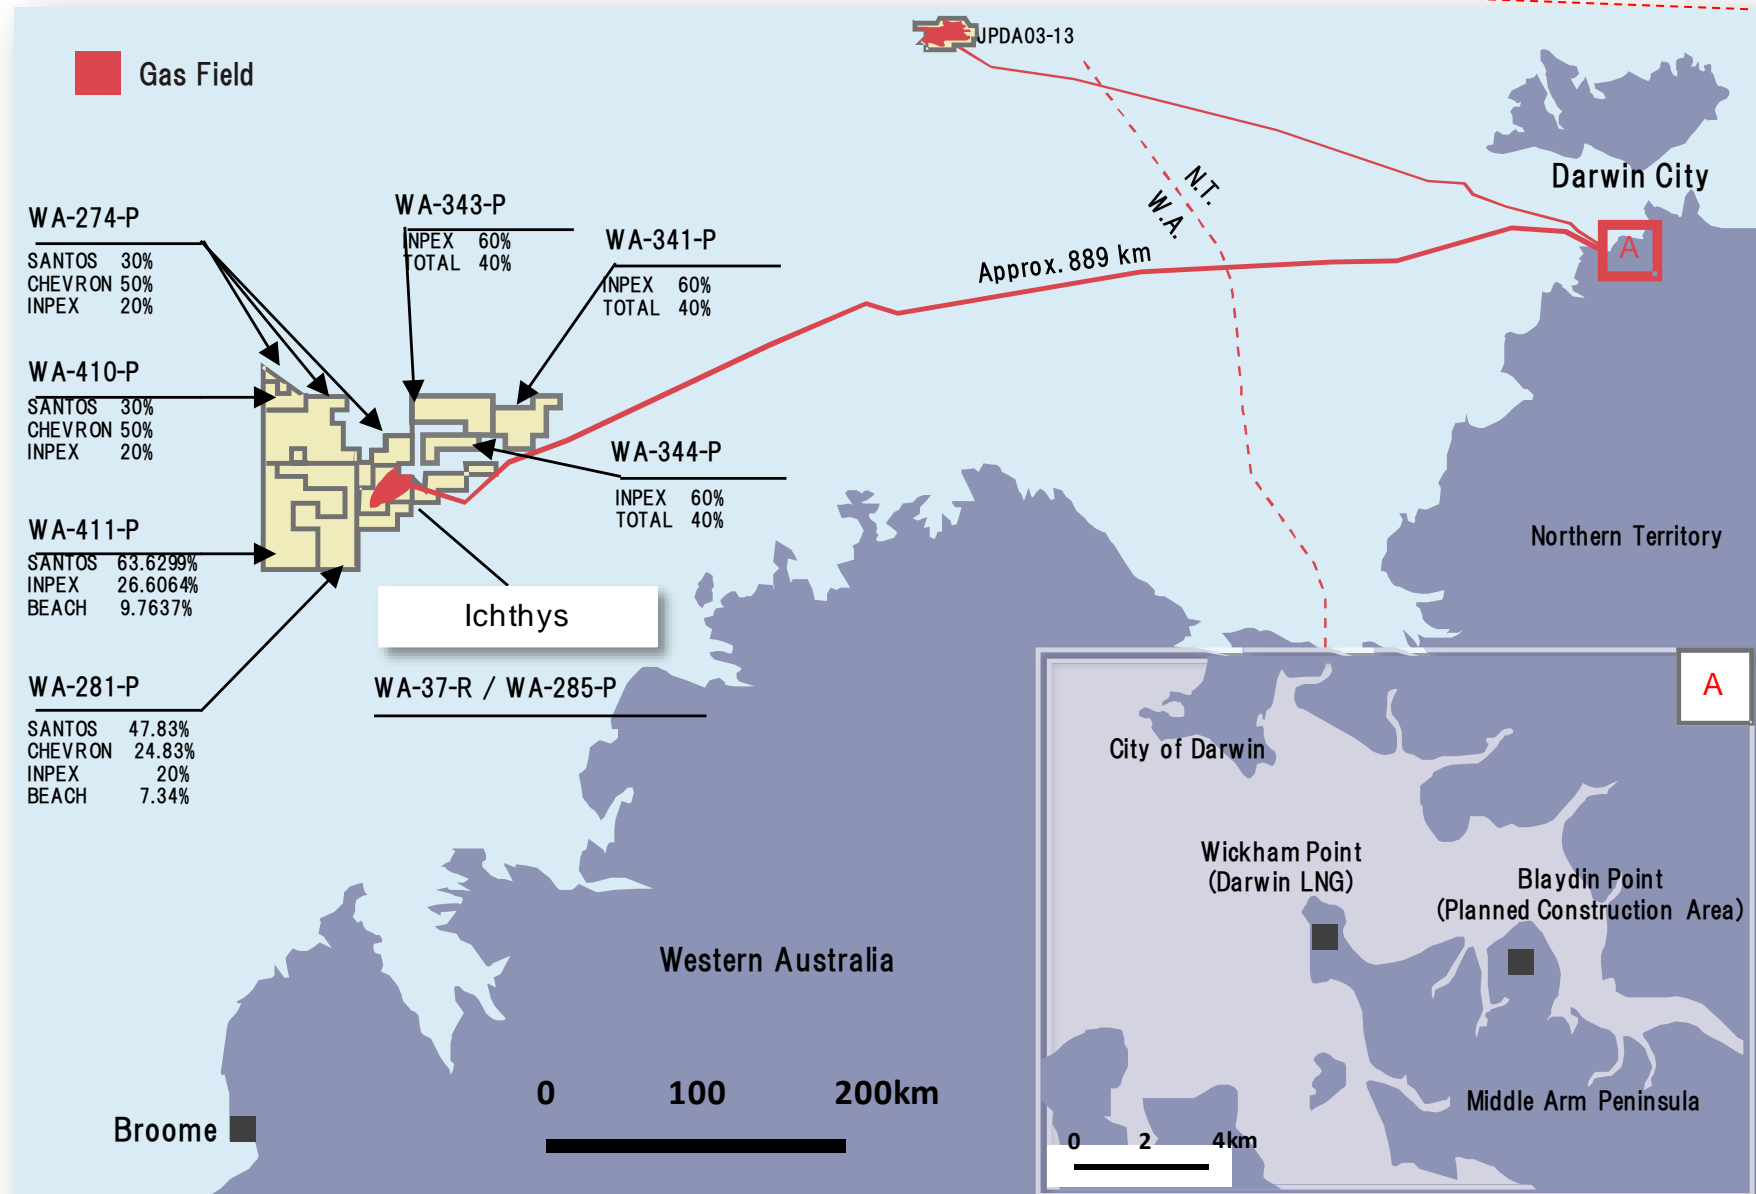 JPDA03-13
Gas Field
Darwin City
N.T.
W.A.
WA-274-P
SANTOS 30%
CHEVRON 50%
INPEX 20%
WA-343-P
INPEX 60%
TOTAL 40%
WA-341-P
INPEX 60%
TOTAL 40%
Approx. 889 km
A
WA-410-P
SANTOS 30%
CHEVRON 50%
INPEX 20%
WA-344-P
INPEX 60%
TOTAL 40%
WA-411-P
SANTOS 63.6299%
INPEX 26.6064%
BEACH 9.7637%
Northern Territory
Ichthys
WA-37-R / WA-285-P
WA-281-P
SANTOS 47.83%
CHEVRON 24.83%
INPEX 20%
BEACH 7.34%
A
City of Darwin
Wickham Point
(Darwin LNG)
Blaydin Point
(Planned Construction Area)
Western Australia
Middle Arm Peninsula
0 100 200km
Broome
0 2 4km